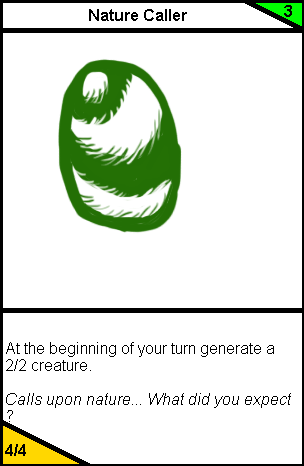 Nature Caller
3
At the beginning of your turn generate a
2/2 creature.
Calls upon nature... What did you expect
?
4/4